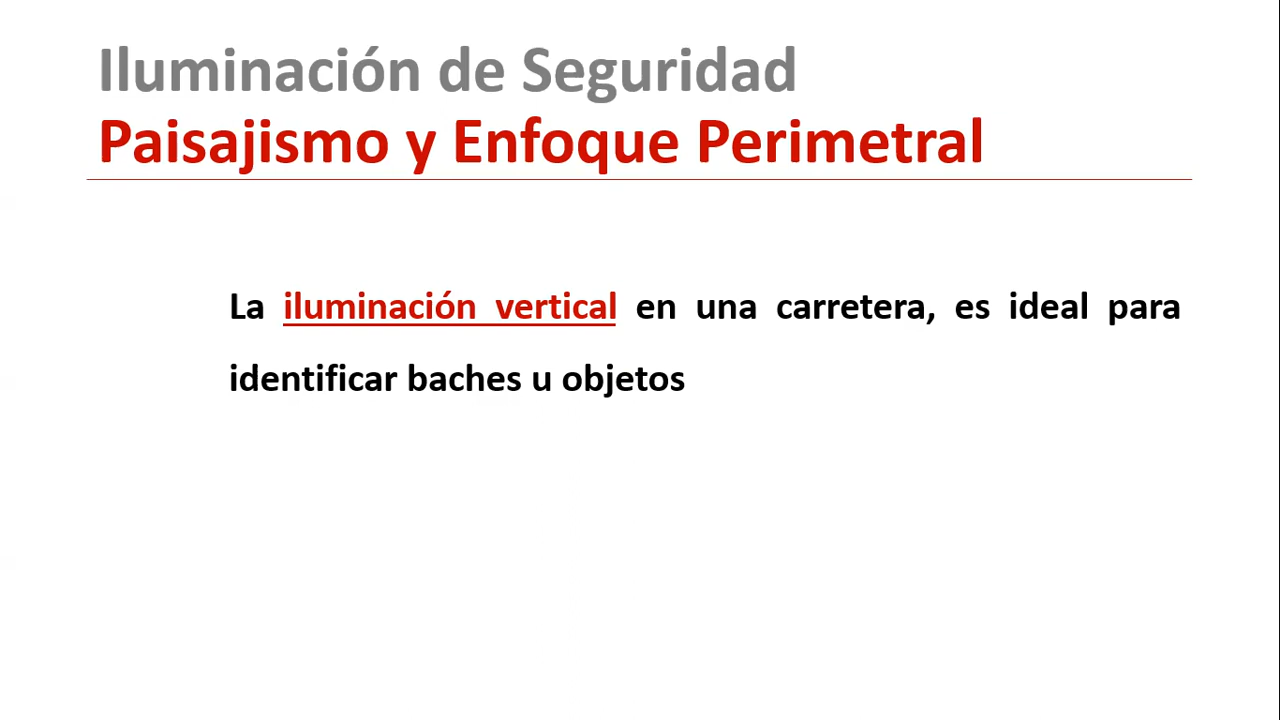 Iluminación de Seguridad
Paisajismo y Enfoque Perimetral
La iluminación vertical en una carretera, es ideal para
identificar baches u objetos